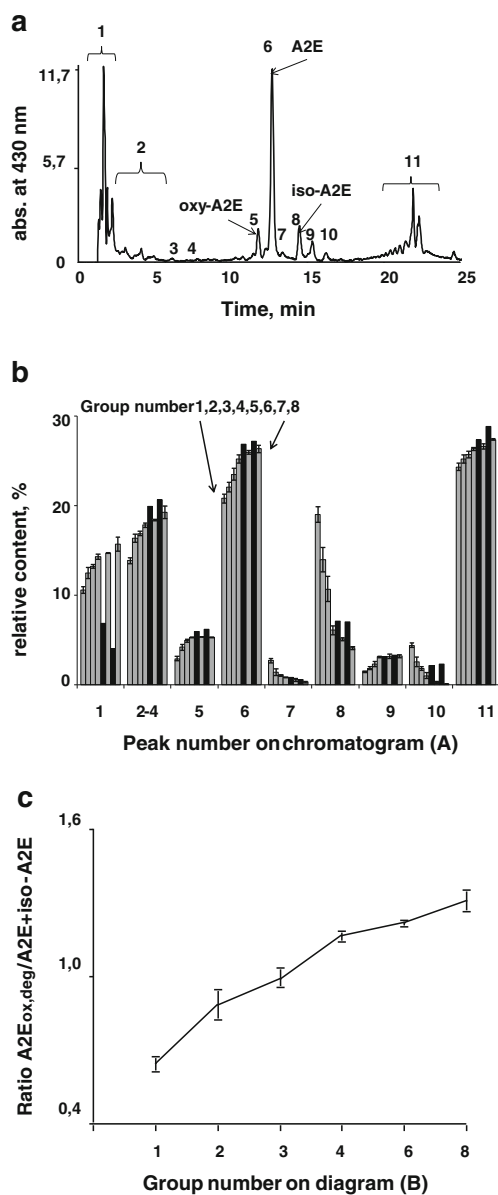 a
1
2
3 4
5
6
7
8
9 10
11
A2E
oxy-A2E
iso-A2E
11,7
5,7
0
abs. at 430 nm
0 5 10 15 20 25
Time, min
b
Group number1,2,3,4,5,6,7,8
30
20
10
0
relative content, %
1 2-4 5 6 7 8 9 10 11
Peak number onchromatogram (A)
c
1,6
1,0
0,4
Ratio A2Eox,deg/A2E+iso-A2E
1 2 3 4 6 8
Group number on diagram (B)